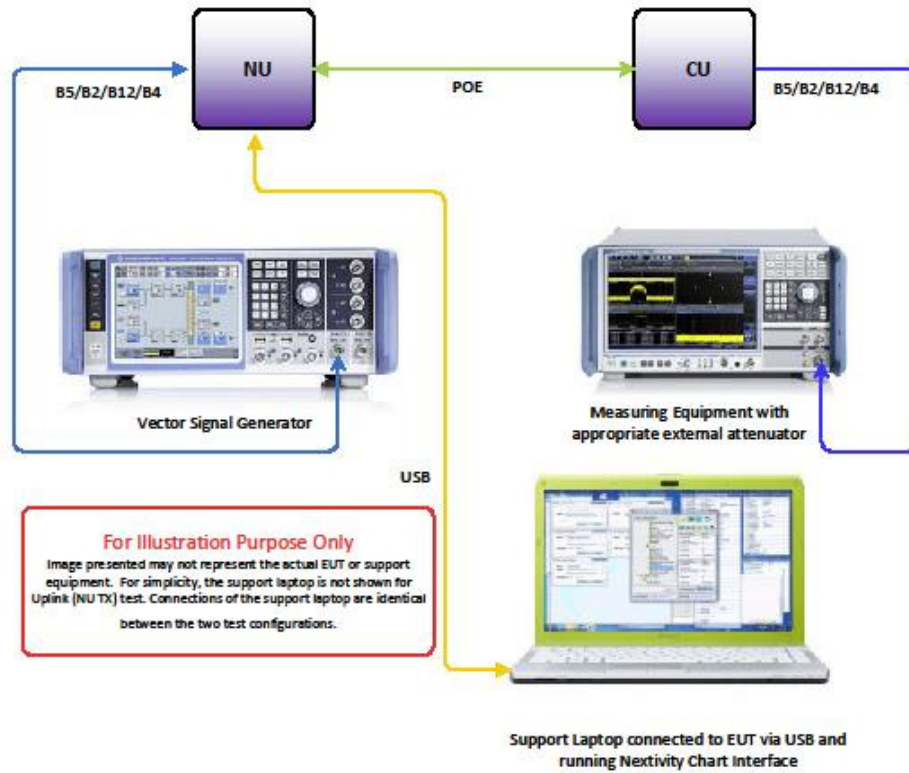 NU
CU
B5/B2/B12/B4
POE
B5/B2/B12/B4
Vector Signal Generator
Measuring Equipment with
appropriate external attenuator
USB
For Illustration Purpose Only
Image presented may not represent the actual EUT or support
equipment. For simplicity, the support laptop is not shown for
Uplink (NU TX) test. Connections of the support laptop are identical
between the two test configurations.
Support Laptop connected to EUT via USB and
running Nextivity Chart Interface